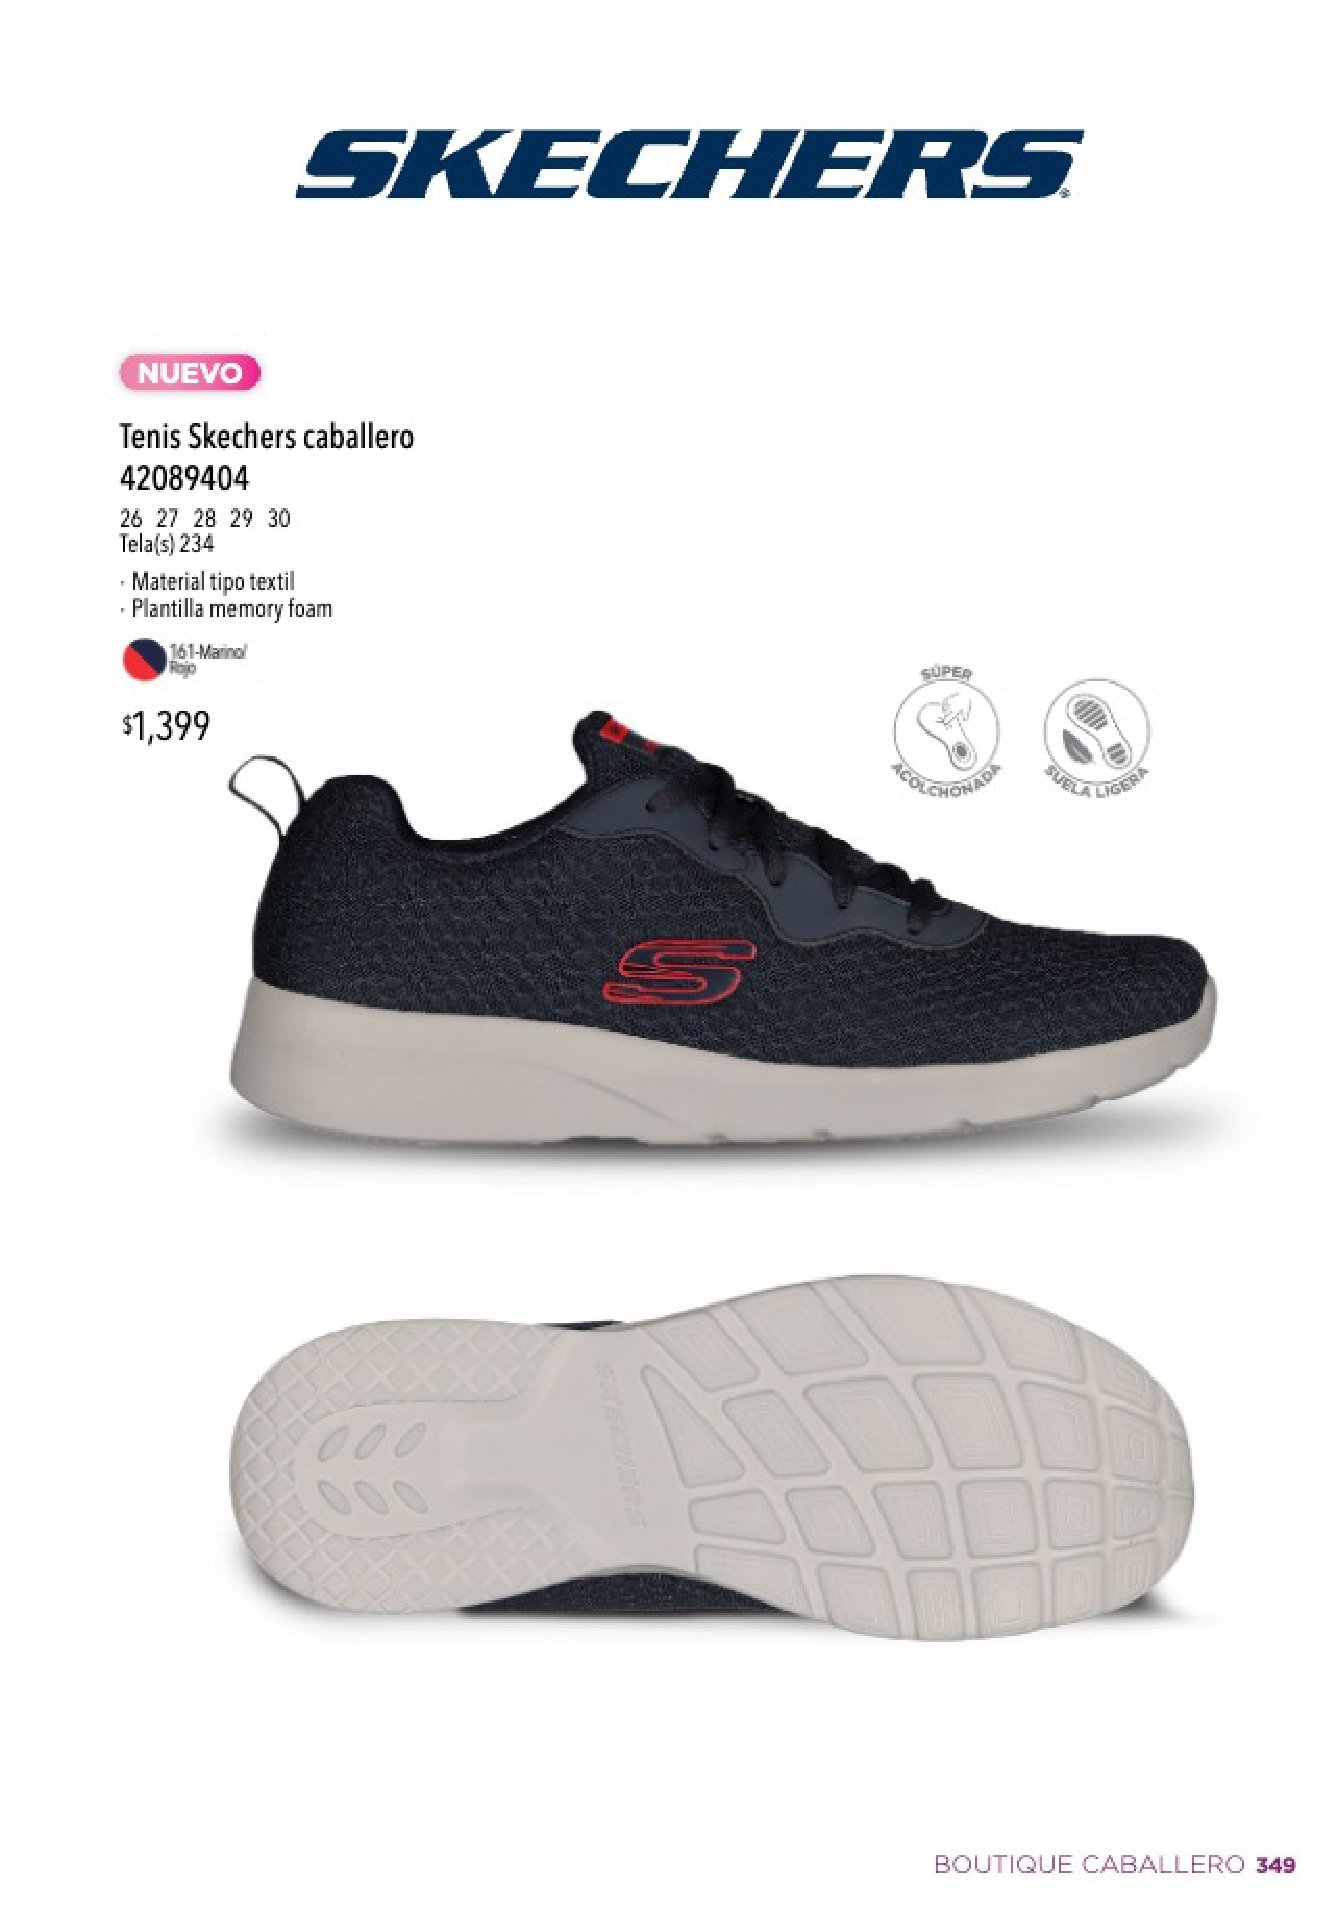 SKECHERS®
NUEVO
Tenis Skechers caballero
42089404
26 27 28 29 30
Tela(s) 234
· Material tipo textil
· Plantilla memory foam
161-Marino/
Rojo
$1,399
SÚPER
ACOLCHONADA
SUELA LIGERA
SKECHERS
BOUTIQUE CABALLERO 349